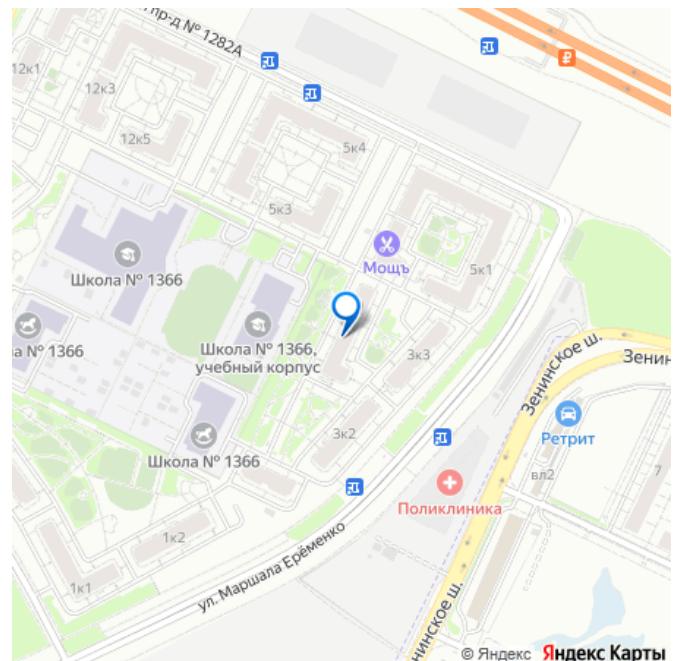 пр-д № 1282А
12к1
12к3
12к5
5к4
5к3
Мощъ
5к1
Школа № 1366
Школа № 1366,
учебный корпус
а № 1366
3к3
Зенинское ш.
Зенин
Ретрит
вл2
7
3к2
Школа № 1366
Поликлиника
1к2
1к1
ул. Маршала Ерёменко
нинское ш.
© Яндекс Яндекс Карты